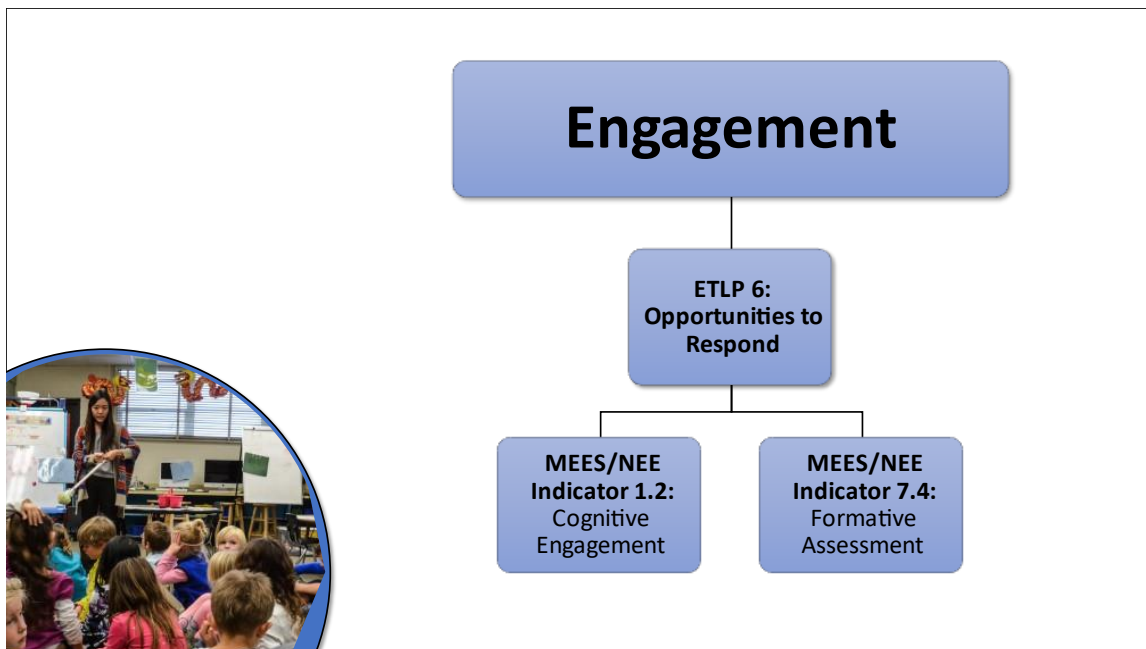 Engagement
ETLP 6:
Opportunities to
Respond
MEES/NEE
Indicator 1.2:
Cognitive
Engagement
MEES/NEE
Indicator 7.4:
Formative
Assessment